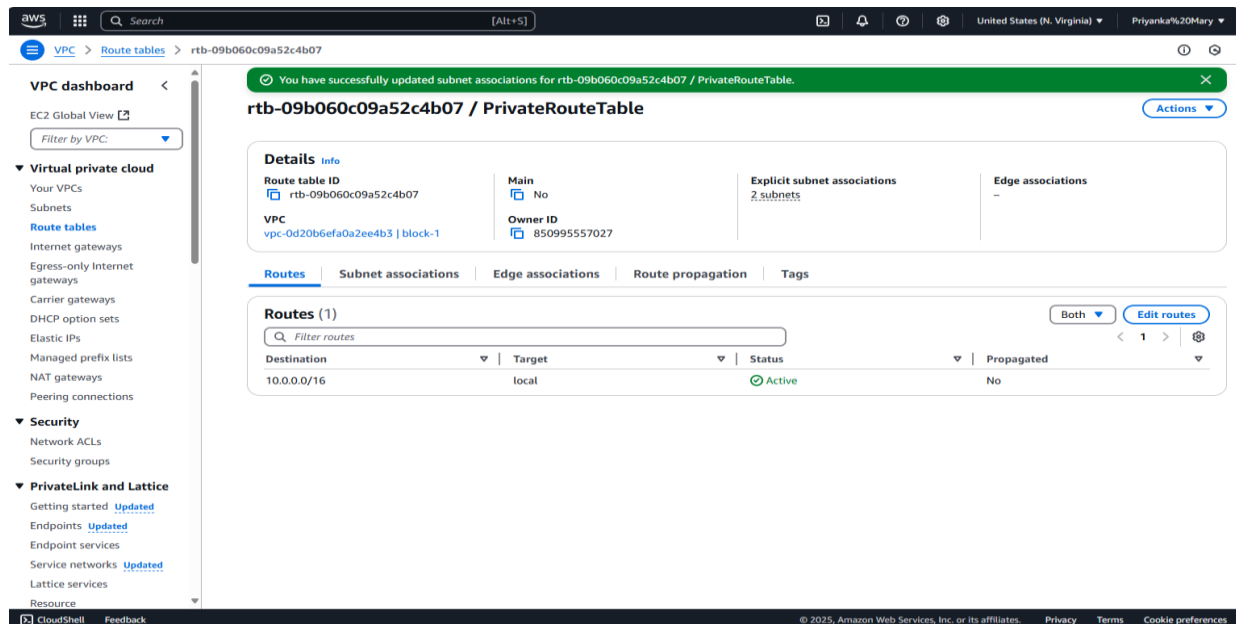 aws
Search [Alt+S]
United States (N. Virginia) ▼ Priyanka%20Mary ▼
VPC > Route tables > rtb-09b060c09a52c4b07
VPC dashboard
EC2 Global View
Filter by VPC:
Virtual private cloud
Your VPCs
Subnets
Route tables
Internet gateways
Egress-only Internet
gateways
Carrier gateways
DHCP option sets
Elastic IPs
Managed prefix lists
NAT gateways
Peering connections
Security
Network ACLs
Security groups
PrivateLink and Lattice
Getting started Updated
Endpoints Updated
Endpoint services
Service networks Updated
Lattice services
Resource
You have successfully updated subnet associations for rtb-09b060c09a52c4b07 / PrivateRouteTable.
rtb-09b060c09a52c4b07 / PrivateRouteTable
Actions ▼
Details Info
Route table ID
rtb-09b060c09a52c4b07
Main
No
Explicit subnet associations
2 subnets
Edge associations
–
VPC
vpc-0d20b6efa0a2ee4b3 | block-1
Owner ID
850995557027
Routes Subnet associations Edge associations Route propagation Tags
Routes (1)
Both ▼ Edit routes
Filter routes
< 1 >
Destination Target Status Propagated
10.0.0.0/16 local Active No
CloudShell Feedback © 2025, Amazon Web Services, Inc. or its affiliates. Privacy Terms Cookie preferences